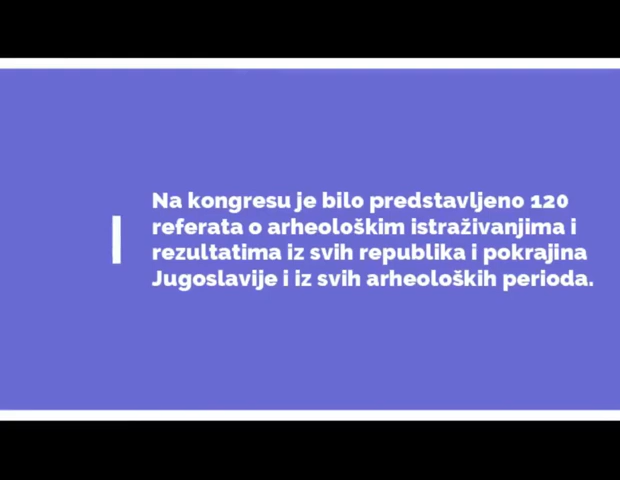 Na kongresu je bilo predstavljeno 120
referata o arheološkim istraživanjima i
rezultatima iz svih republika i pokrajina
Jugoslavije i iz svih arheoloških perioda.